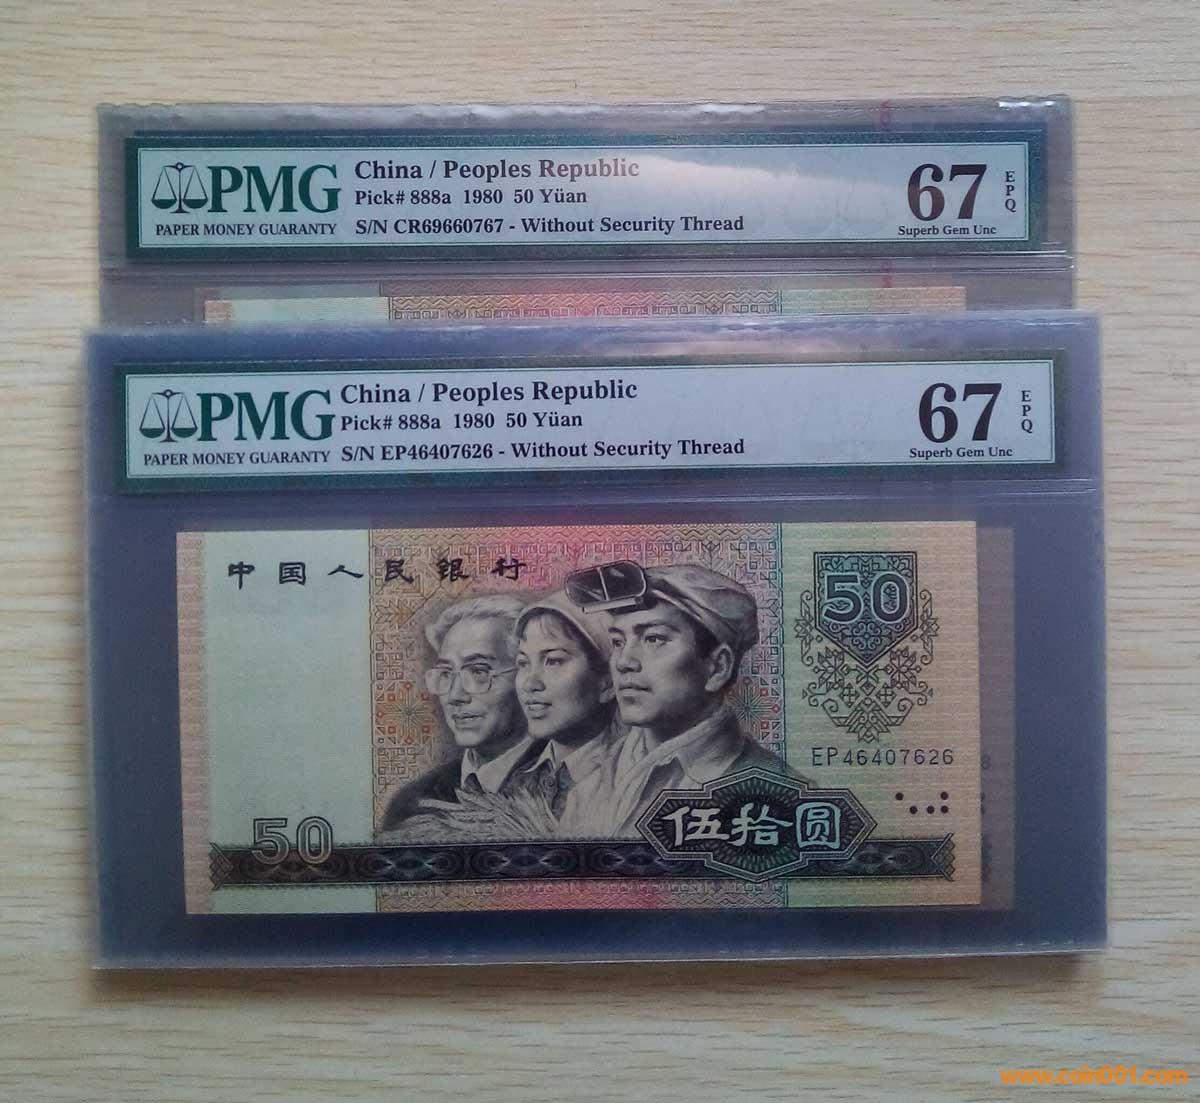 PMG
PAPER MONEY GUARANTY
China / Peoples Republic
Pick# 888a 1980 50 Yüan
S/N CR69660767 - Without Security Thread
67
EPQ
Superb Gem Unc
PMG
PAPER MONEY GUARANTY
China / Peoples Republic
Pick# 888a 1980 50 Yüan
S/N EP46407626 - Without Security Thread
67
EPQ
Superb Gem Unc
中国人民银行
50
EP46407626
伍拾圆
50
www.coin001.com